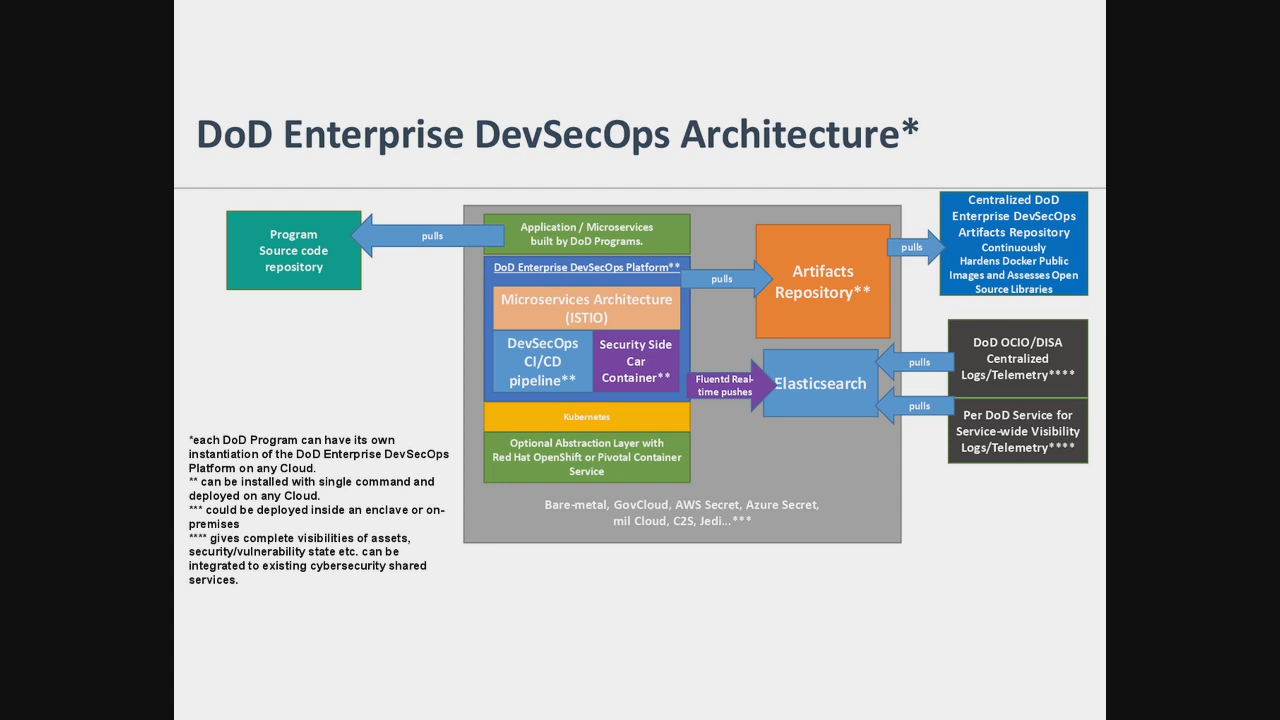 DoD Enterprise DevSecOps Architecture*
Program
Source code
repository
pulls
Application / Microservices
built by DoD Programs.
DoD Enterprise DevSecOps Platform**
Microservices Architecture
(ISTIO)
DevSecOps
CI/CD
pipeline**
Security Side
Car
Container**
Kubernetes
Optional Abstraction Layer with
Red Hat OpenShift or Pivotal Container
Service
pulls
Artifacts
Repository**
Fluentd Real-
time pushes
Elasticsearch
Bare-metal, GovCloud, AWS Secret, Azure Secret,
mil Cloud, C2S, Jedi...***
pulls
Centralized DoD
Enterprise DevSecOps
Artifacts Repository
Continuously
Hardens Docker Public
Images and Assesses Open
Source Libraries
pulls
DoD OCIO/DISA
Centralized
Logs/Telemetry****
pulls
Per DoD Service for
Service-wide Visibility
Logs/Telemetry****
*each DoD Program can have its own
instantiation of the DoD Enterprise DevSecOps
Platform on any Cloud.
** can be installed with single command and
deployed on any Cloud.
*** could be deployed inside an enclave or on-
premises
**** gives complete visibilities of assets,
security/vulnerability state etc. can be
integrated to existing cybersecurity shared
services.